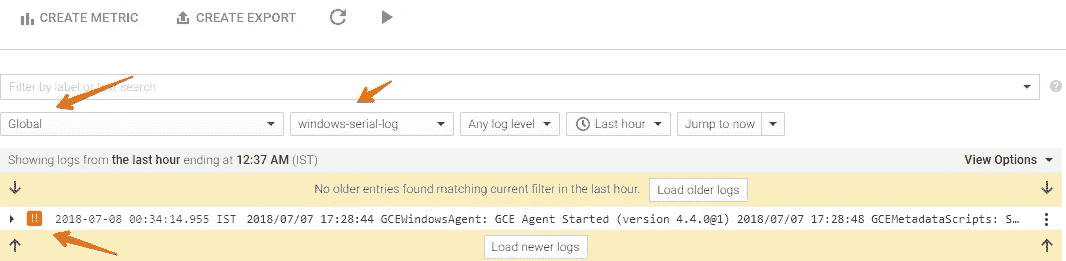 CREATE METRIC CREATE EXPORT
Filter by label or text search
Global windows-serial-log Any log level Last hour Jump to now
Showing logs from the last hour ending at 12:37 AM (IST) View Options
No older entries found matching current filter in the last hour. Load older logs
!! 2018-07-08 00:34:14.955 IST 2018/07/07 17:28:44 GCEWindowsAgent: GCE Agent Started (version 4.4.0@1) 2018/07/07 17:28:48 GCEMetadataScripts: S…
Load newer logs